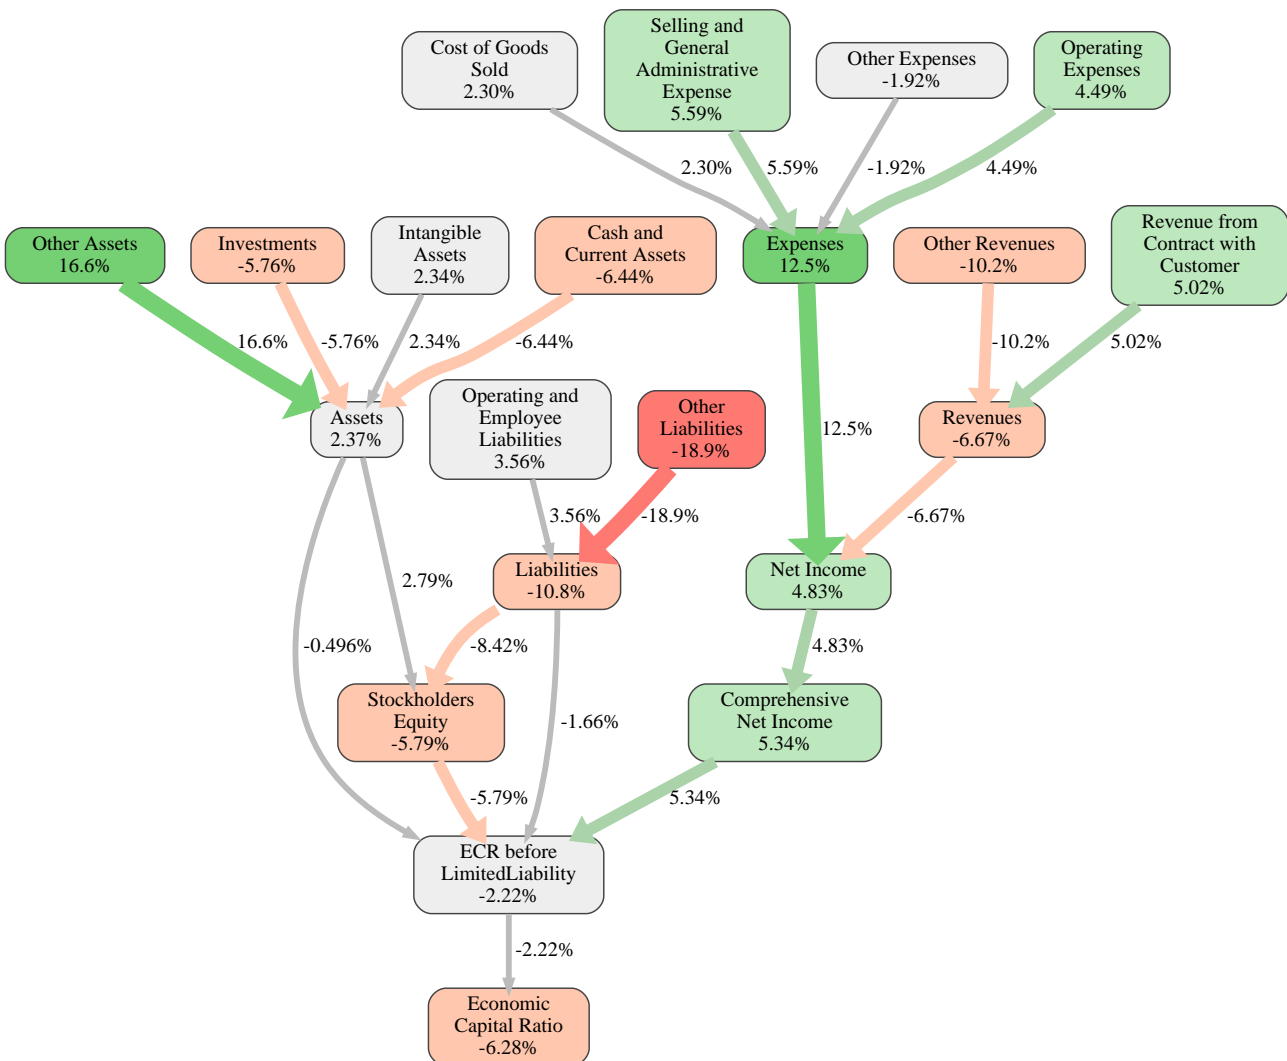 Cost of Goods
Sold
2.30%
Selling and
General
Administrative
Expense
5.59%
Other Expenses
-1.92%
Operating
Expenses
4.49%
2.30%
5.59%
-1.92%
4.49%
Other Assets
16.6%
Investments
-5.76%
Intangible
Assets
2.34%
Cash and
Current Assets
-6.44%
Expenses
12.5%
Other Revenues
-10.2%
Revenue from
Contract with
Customer
5.02%
16.6%
-5.76%
2.34%
-6.44%
-10.2%
5.02%
Assets
2.37%
Operating and
Employee
Liabilities
3.56%
Other
Liabilities
-18.9%
12.5%
Revenues
-6.67%
3.56%
-18.9%
-6.67%
2.79%
Liabilities
-10.8%
Net Income
4.83%
-0.496%
-8.42%
4.83%
Stockholders
Equity
-5.79%
-1.66%
Comprehensive
Net Income
5.34%
-5.79%
5.34%
ECR before
LimitedLiability
-2.22%
-2.22%
Economic
Capital Ratio
-6.28%